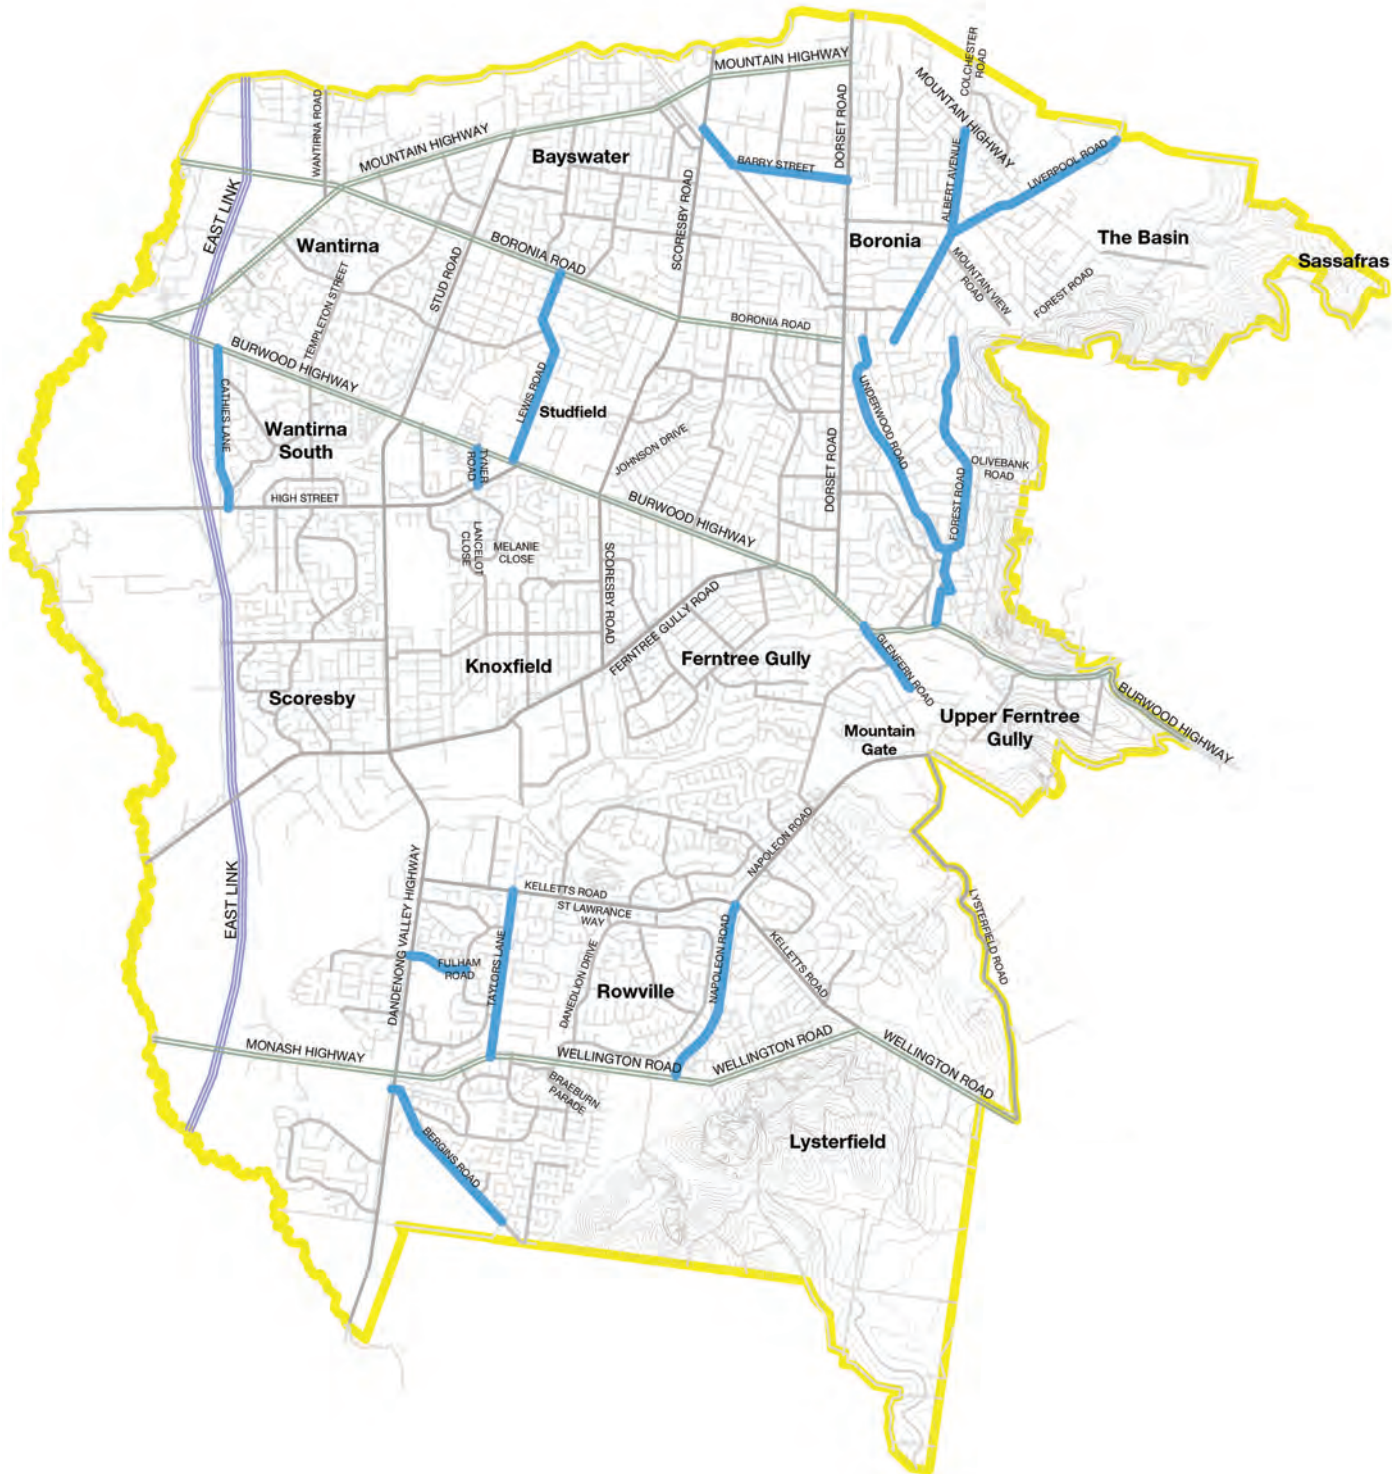 MOUNTAIN HIGHWAY
COLCHESTER
ROAD
WANTIRNA ROAD
MOUNTAIN HIGHWAY
MOUNTAIN HIGHWAY
DORSET ROAD
Bayswater
BARRY STREET
ALBERT AVENUE
LIVERPOOL ROAD
EAST LINK
SCORESBY ROAD
Wantirna
BORONIA ROAD
STUD ROAD
Boronia
The Basin
Sassafras
TEMPLETON STREET
MOUNTAIN VIEW
ROAD
FOREST ROAD
BORONIA ROAD
BURWOOD HIGHWAY
CATHIES LANE
LEWIS ROAD
Studfield
UNDERWOOD ROAD
Wantirna
South
TYNER
ROAD
JOHNSON DRIVE
DORSET ROAD
OLIVEBANK
ROAD
HIGH STREET
BURWOOD HIGHWAY
FOREST ROAD
LANCELOT
CLOSE
MELANIE
CLOSE
SCORESBY ROAD
FERNTREE GULLY ROAD
Knoxfield
Ferntree Gully
GLENFERN ROAD
Scoresby
BURWOOD HIGHWAY
Upper Ferntree
Gully
Mountain
Gate
NAPOLEON ROAD
EAST LINK
DANDENONG VALLEY HIGHWAY
KELLETTS ROAD
ST LAWRANCE
WAY
LYSTERFIELD ROAD
FULHAM
ROAD
TAYLORS LANE
DANEDLION DRIVE
Rowville
NAPOLEON ROAD
KELLETTS ROAD
MONASH HIGHWAY
WELLINGTON ROAD
WELLINGTON ROAD
WELLINGTON ROAD
BRAEBURN
PARADE
BERGINS ROAD
Lysterfield